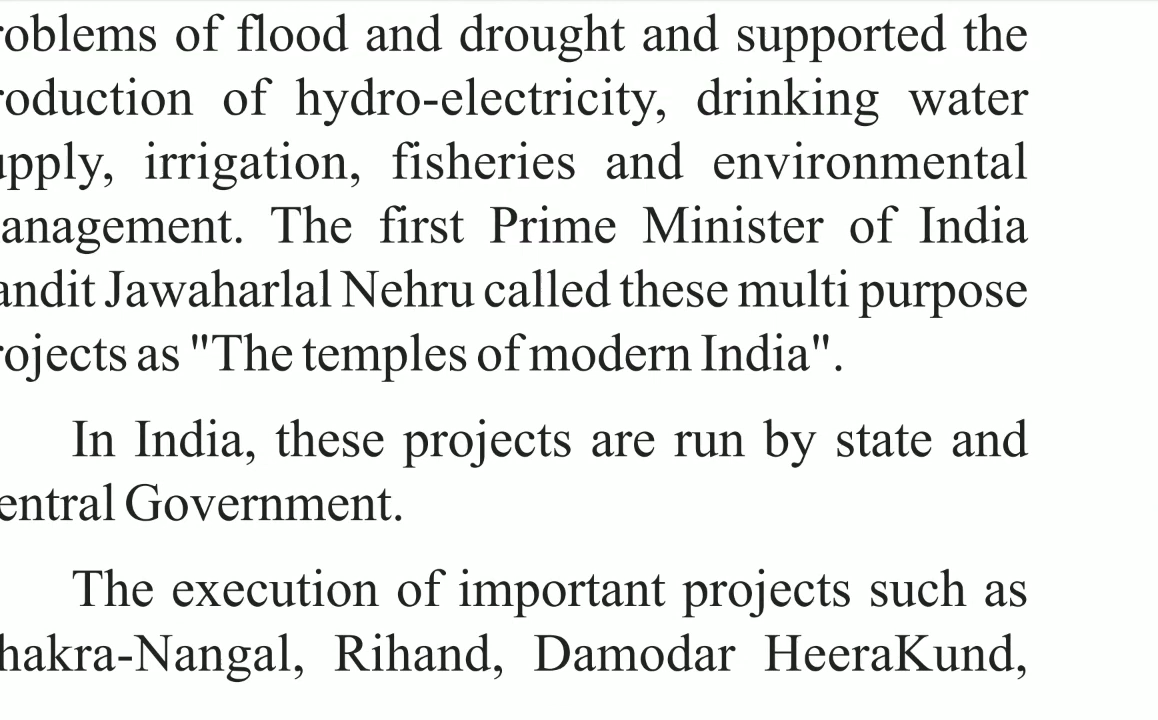 roblems of flood and drought and supported the
roduction of hydro-electricity, drinking water
upply, irrigation, fisheries and environmental
anagement. The first Prime Minister of India
andit Jawaharlal Nehru called these multi purpose
rojects as "The temples of modern India".
In India, these projects are run by state and
entral Government.
The execution of important projects such as
hakra-Nangal, Rihand, Damodar HeeraKund,